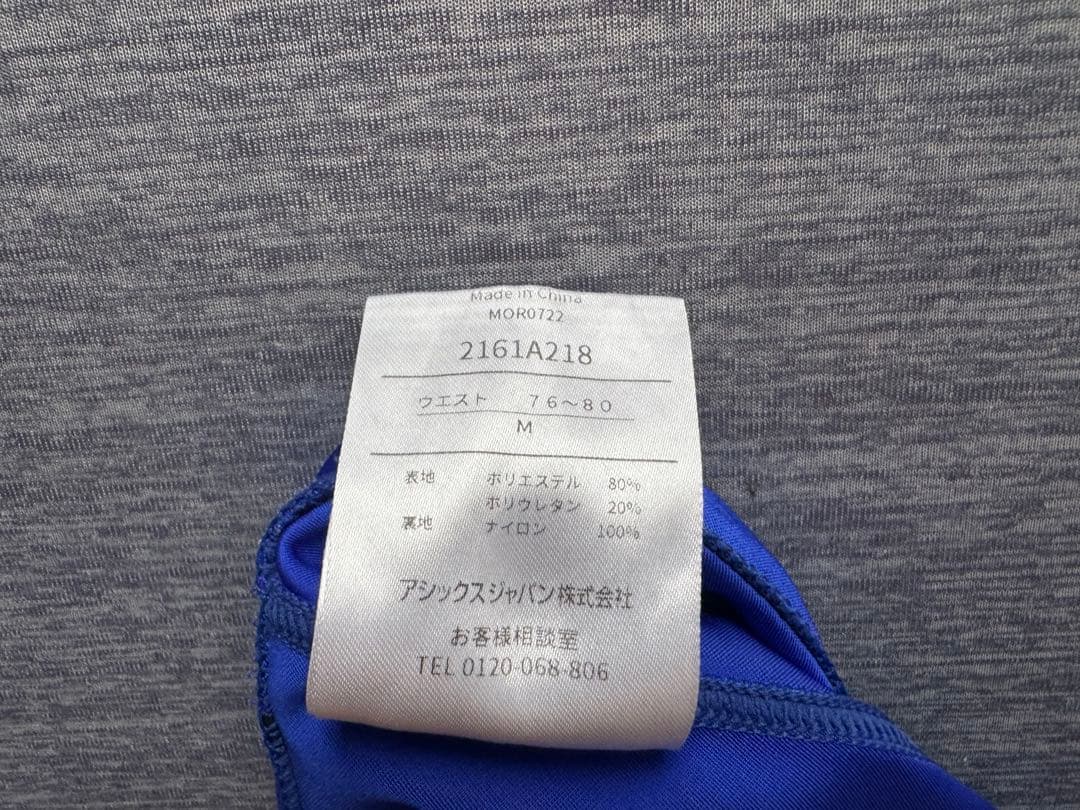 Made in China
MOR0722
2161A218
ウエスト 76～80
M
表地 ポリエステル 80%
ポリウレタン 20%
裏地 ナイロン 100%
アシックスジャパン株式会社
お客様相談室
TEL 0120-068-806